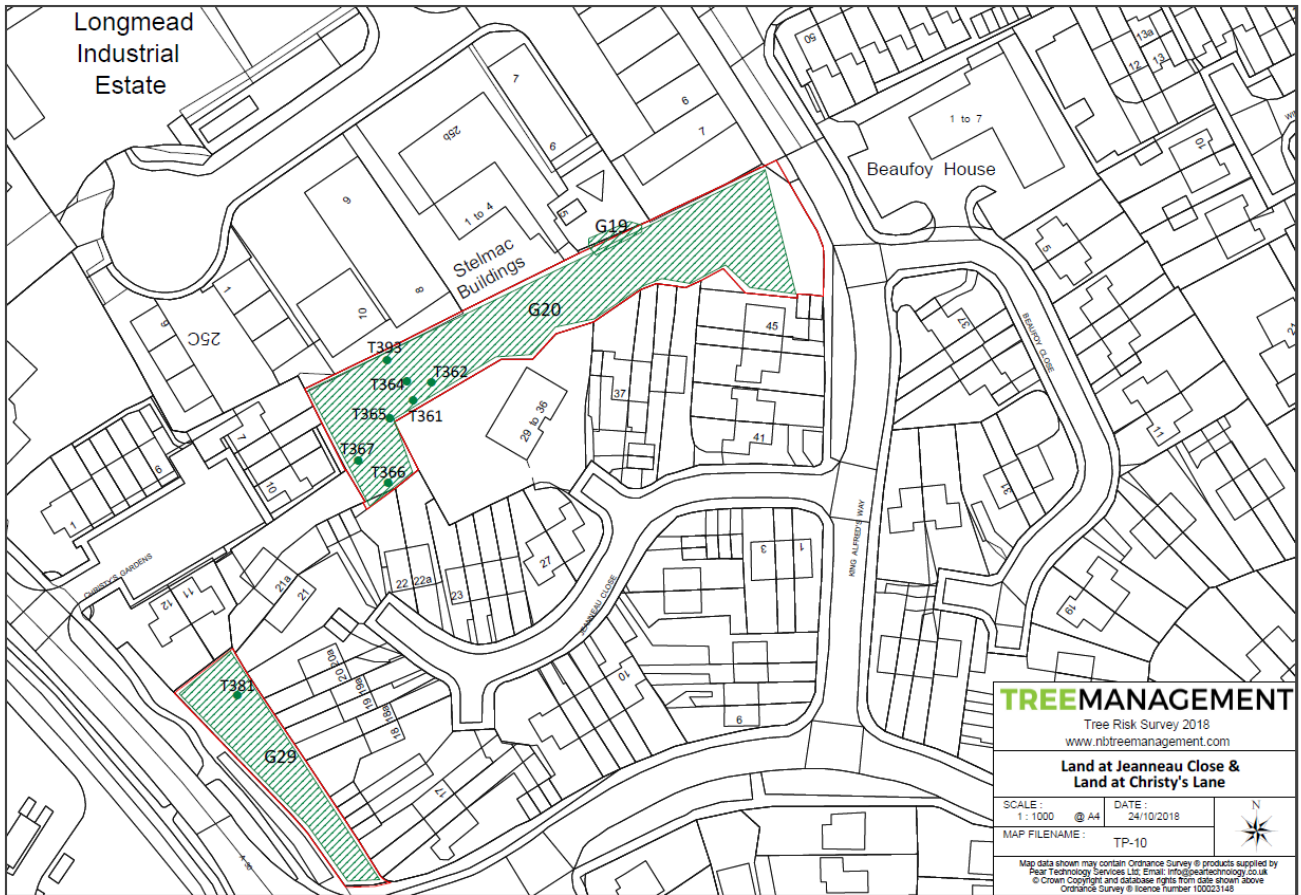 Longmead
Industrial
Estate
50
13a
12
13
7
25b
6
6
7
1 to 7
10
Beaufoy House
9
1 to 4
5
G19
Stelmac
Buildings
5
1
8
10
9
25C
G20
45
37
BEAUFOY CLOSE
T393
T364
T362
37
T361
T365
29 to 36
41
11
7
T367
T366
6
10
31
1
KING ALFRED'S WAY
3
1
CHRISTY'S GARDENS
21a
21
22
22a
23
27
12
11
JEANNEAU CLOSE
19
20
20a
19
19a
18
18a
10
T381
9
G29
17
A 30
TREEMANAGEMENT
Tree Risk Survey 2018
www.nbtreemanagement.com
Land at Jeanneau Close &
Land at Christy's Lane
SCALE :
1 : 1000 @ A4
DATE :
24/10/2018
N
MAP FILENAME :
TP-10
Map data shown may contain Ordnance Survey ® products supplied by
Pear Technology Services Ltd; Email: info@peartechnology.co.uk
© Crown Copyright and database rights from date shown above
Ordnance Survey ® licence number 100023148